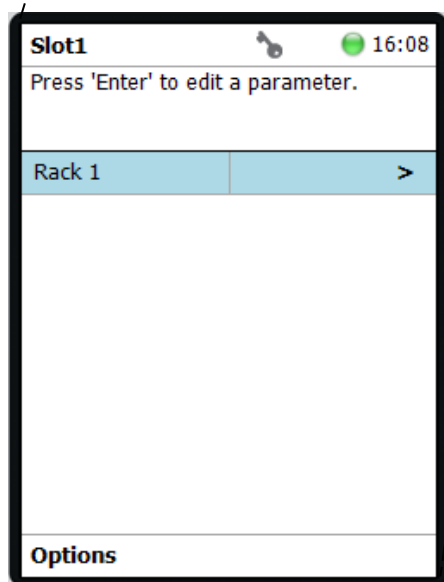 Slot1 16:08
Press 'Enter' to edit a parameter.
Rack 1 >
Options